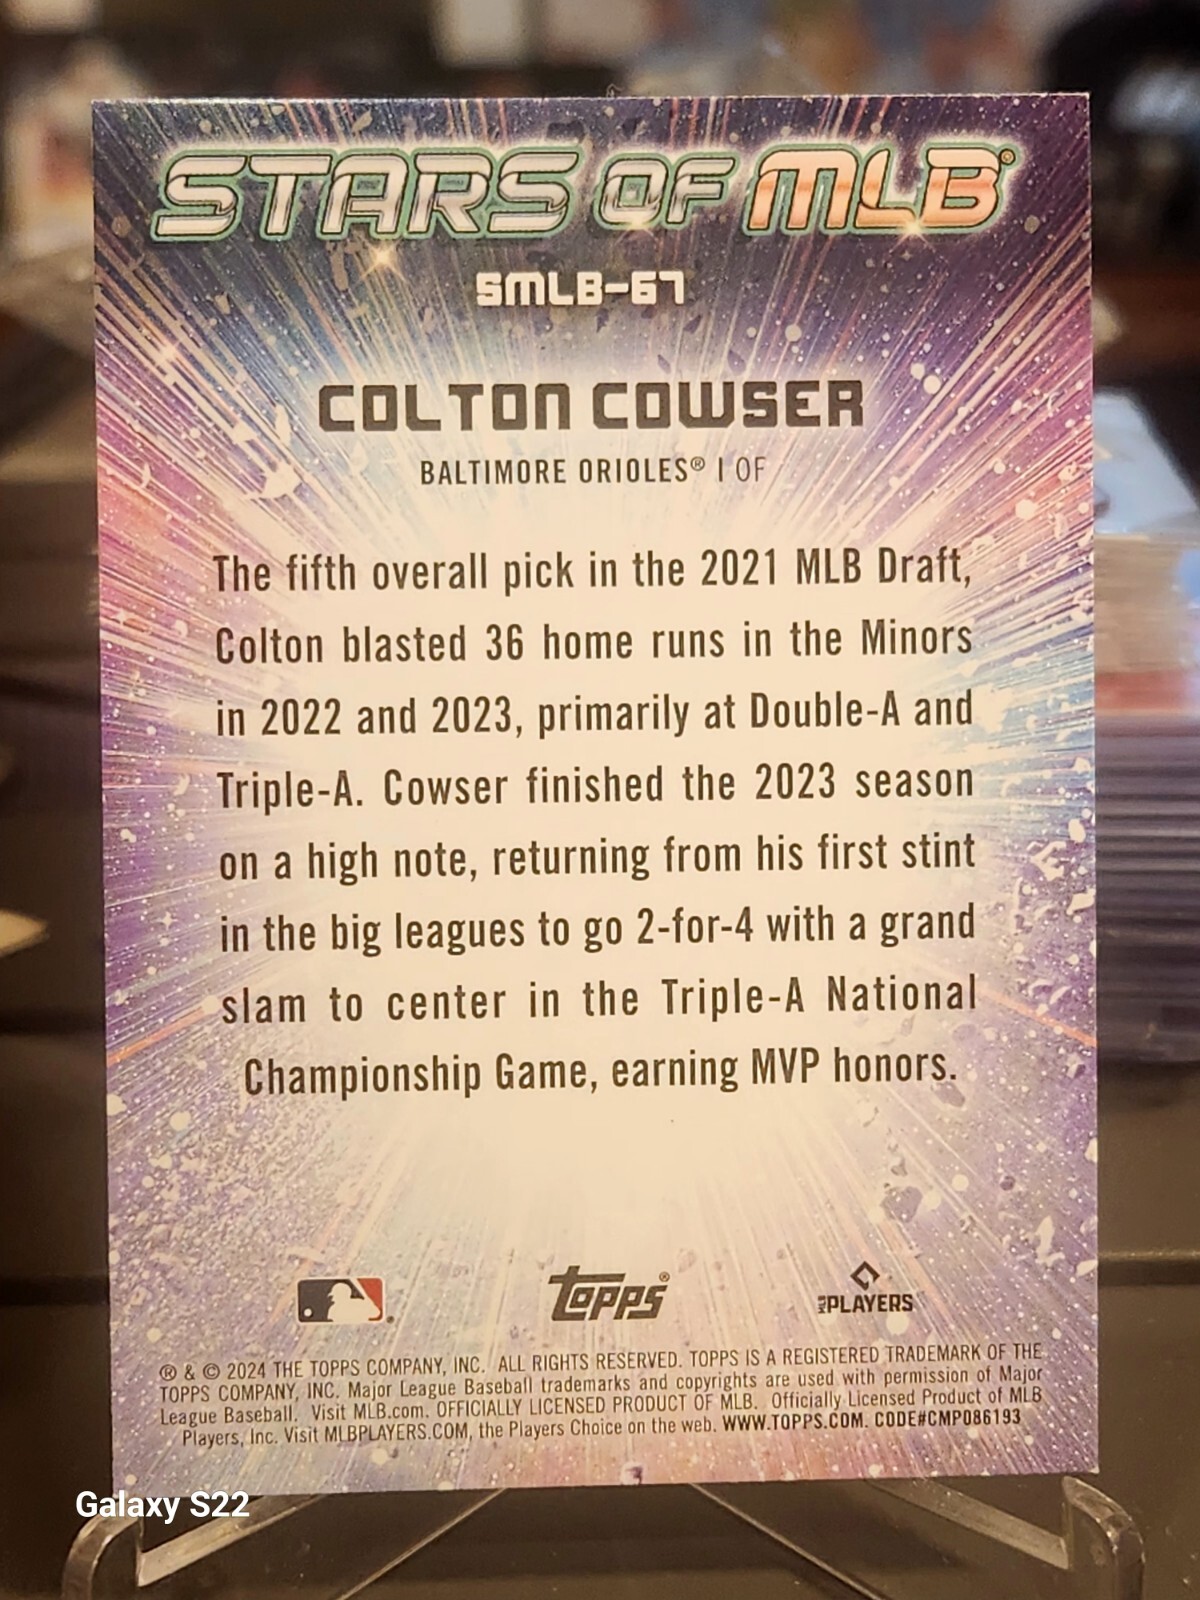 STARS OF MLB®
SMLB-67
COLTON COWSER
BALTIMORE ORIOLES® | OF
The fifth overall pick in the 2021 MLB Draft,
Colton blasted 36 home runs in the Minors
in 2022 and 2023, primarily at Double-A and
Triple-A. Cowser finished the 2023 season
on a high note, returning from his first stint
in the big leagues to go 2-for-4 with a grand
slam to center in the Triple-A National
Championship Game, earning MVP honors.
topps®
MLB PLAYERS
® & © 2024 THE TOPPS COMPANY, INC. ALL RIGHTS RESERVED. TOPPS IS A REGISTERED TRADEMARK OF THE
TOPPS COMPANY, INC. Major League Baseball trademarks and copyrights are used with permission of Major
League Baseball. Visit MLB.com. OFFICIALLY LICENSED PRODUCT OF MLB. Officially Licensed Product of MLB
Players, Inc. Visit MLBPLAYERS.COM, the Players Choice on the web. WWW.TOPPS.COM. CODE#CMP086193
Galaxy S22